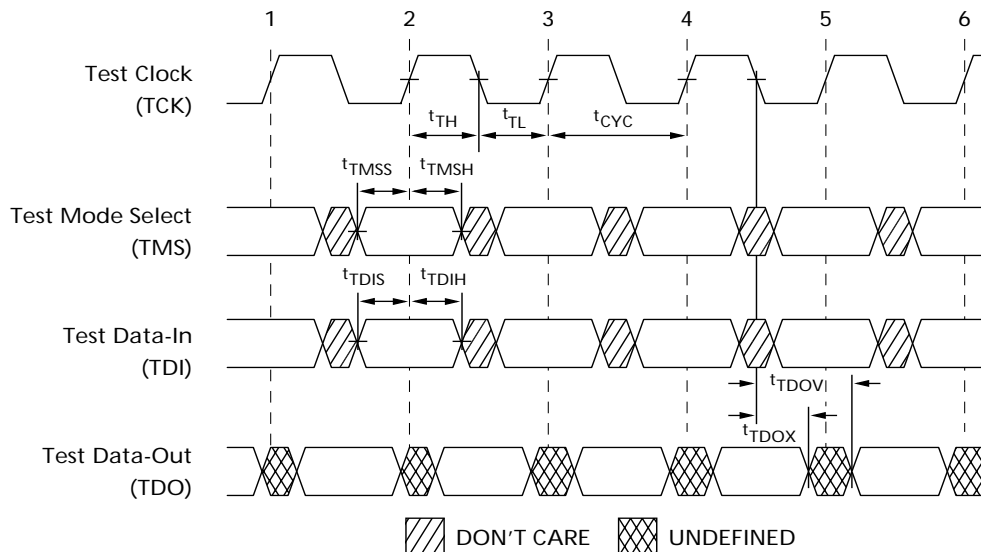 1 2 3 4 5 6
Test Clock
(TCK)
tTH tTL tCYC
tTMSS tTMSH
Test Mode Select
(TMS)
tTDIS tTDIH
Test Data-In
(TDI)
tTDOV
tTDOX
Test Data-Out
(TDO)
DON'T CARE UNDEFINED